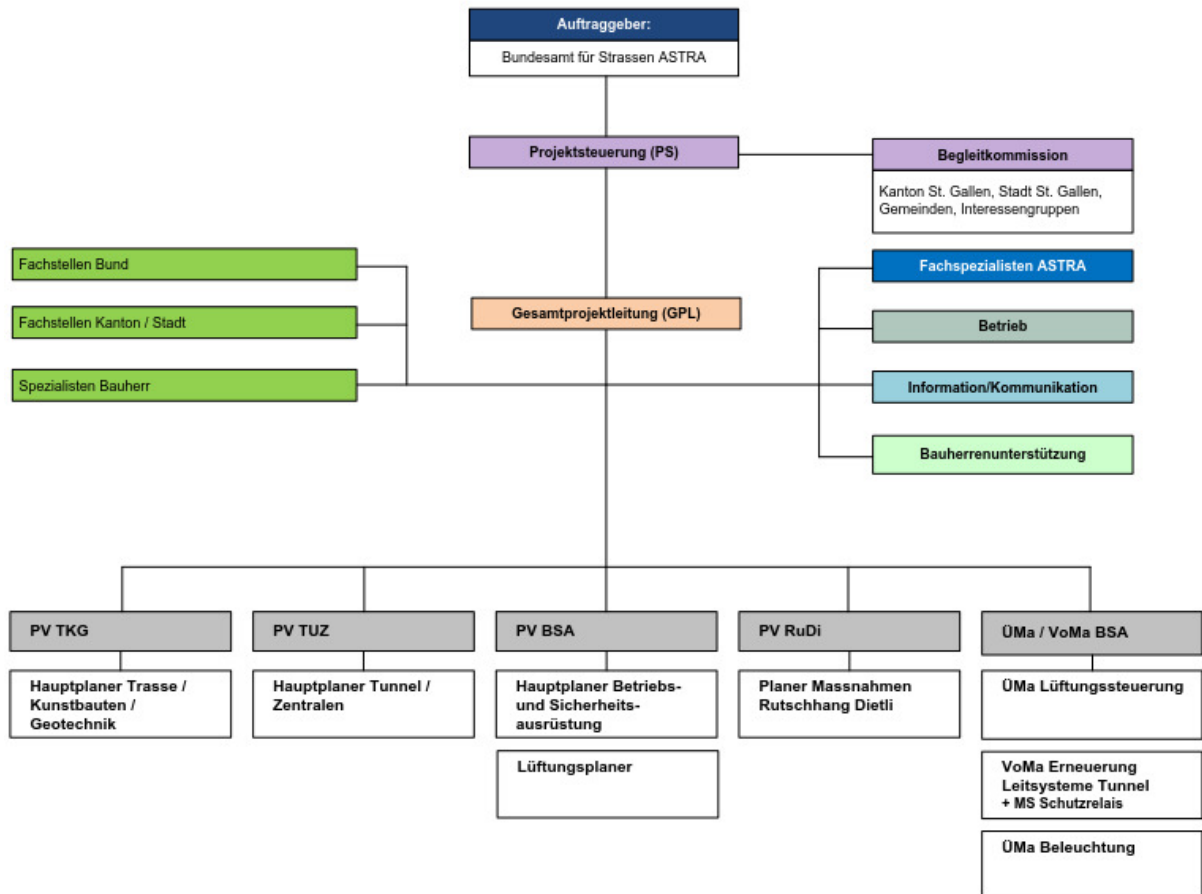 Auftraggeber:
Bundesamt für Strassen ASTRA
Projektsteuerung (PS)
Begleitkommission
Kanton St. Gallen, Stadt St. Gallen,
Gemeinden, Interessengruppen
Fachstellen Bund
Fachstellen Kanton / Stadt
Spezialisten Bauherr
Gesamtprojektleitung (GPL)
Fachspezialisten ASTRA
Betrieb
Information/Kommunikation
Bauherrenunterstützung
PV TKG
Hauptplaner Trasse /
Kunstbauten /
Geotechnik
PV TUZ
Hauptplaner Tunnel /
Zentralen
PV BSA
Hauptplaner Betriebs-
und Sicherheits-
ausrüstung
Lüftungsplaner
PV RuDi
Planer Massnahmen
Rutschhang Dietli
ÜMa / VoMa BSA
ÜMa Lüftungssteuerung
VoMa Erneuerung
Leitsysteme Tunnel
+ MS Schutzrelais
ÜMa Beleuchtung